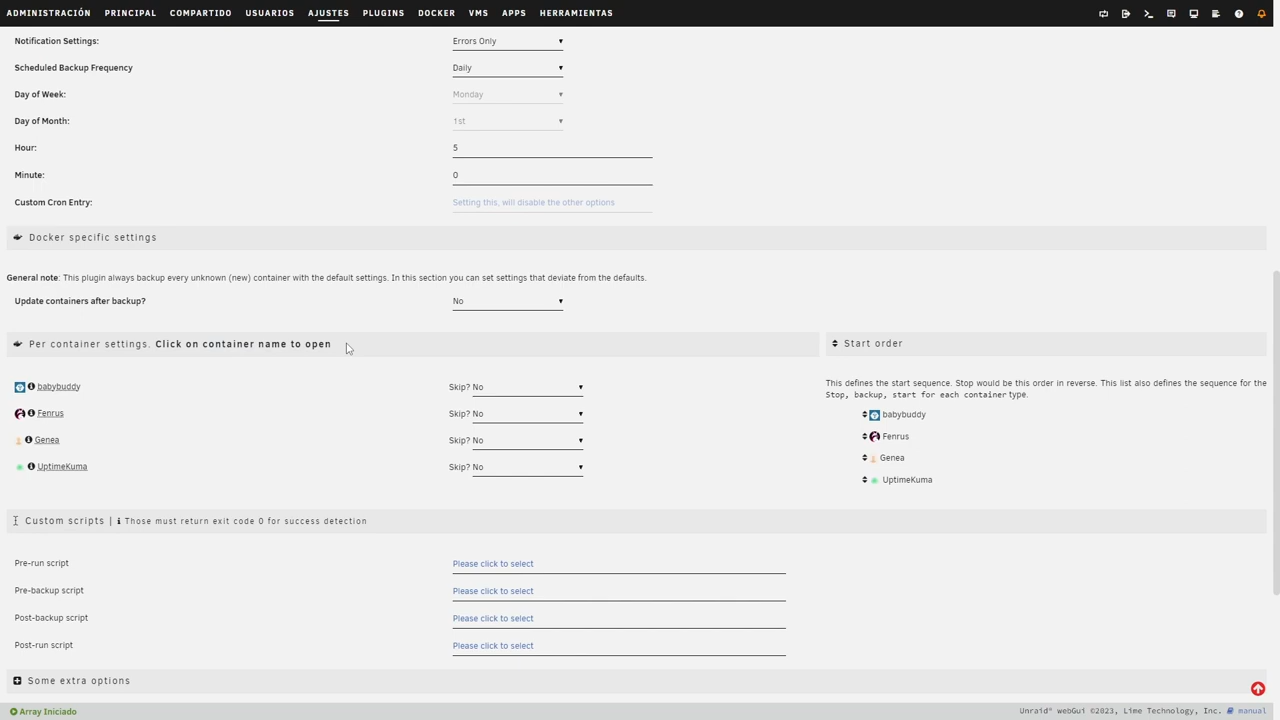 ADMINISTRACIÓN PRINCIPAL COMPARTIDO USUARIOS AJUSTES PLUGINS DOCKER VMS APPS HERRAMIENTAS
Notification Settings: Errors Only
Scheduled Backup Frequency Daily
Day of Week: Monday
Day of Month: 1st
Hour: 5
Minute: 0
Custom Cron Entry: Setting this, will disable the other options
Docker specific settings
General note: This plugin always backup every unknown (new) container with the default settings. In this section you can set settings that deviate from the defaults.
Update containers after backup? No
Per container settings. Click on container name to open
babybuddy Skip? No
Fenrus Skip? No
Genea Skip? No
UptimeKuma Skip? No
Start order
This defines the start sequence. Stop would be this order in reverse. This list also defines the sequence for the
Stop, backup, start for each container type.
babybuddy
Fenrus
Genea
UptimeKuma
Custom scripts | Those must return exit code 0 for success detection
Pre-run script Please click to select
Pre-backup script Please click to select
Post-backup script Please click to select
Post-run script Please click to select
Some extra options
Array Iniciado Unraid® webGui ©2023, Lime Technology, Inc. manual